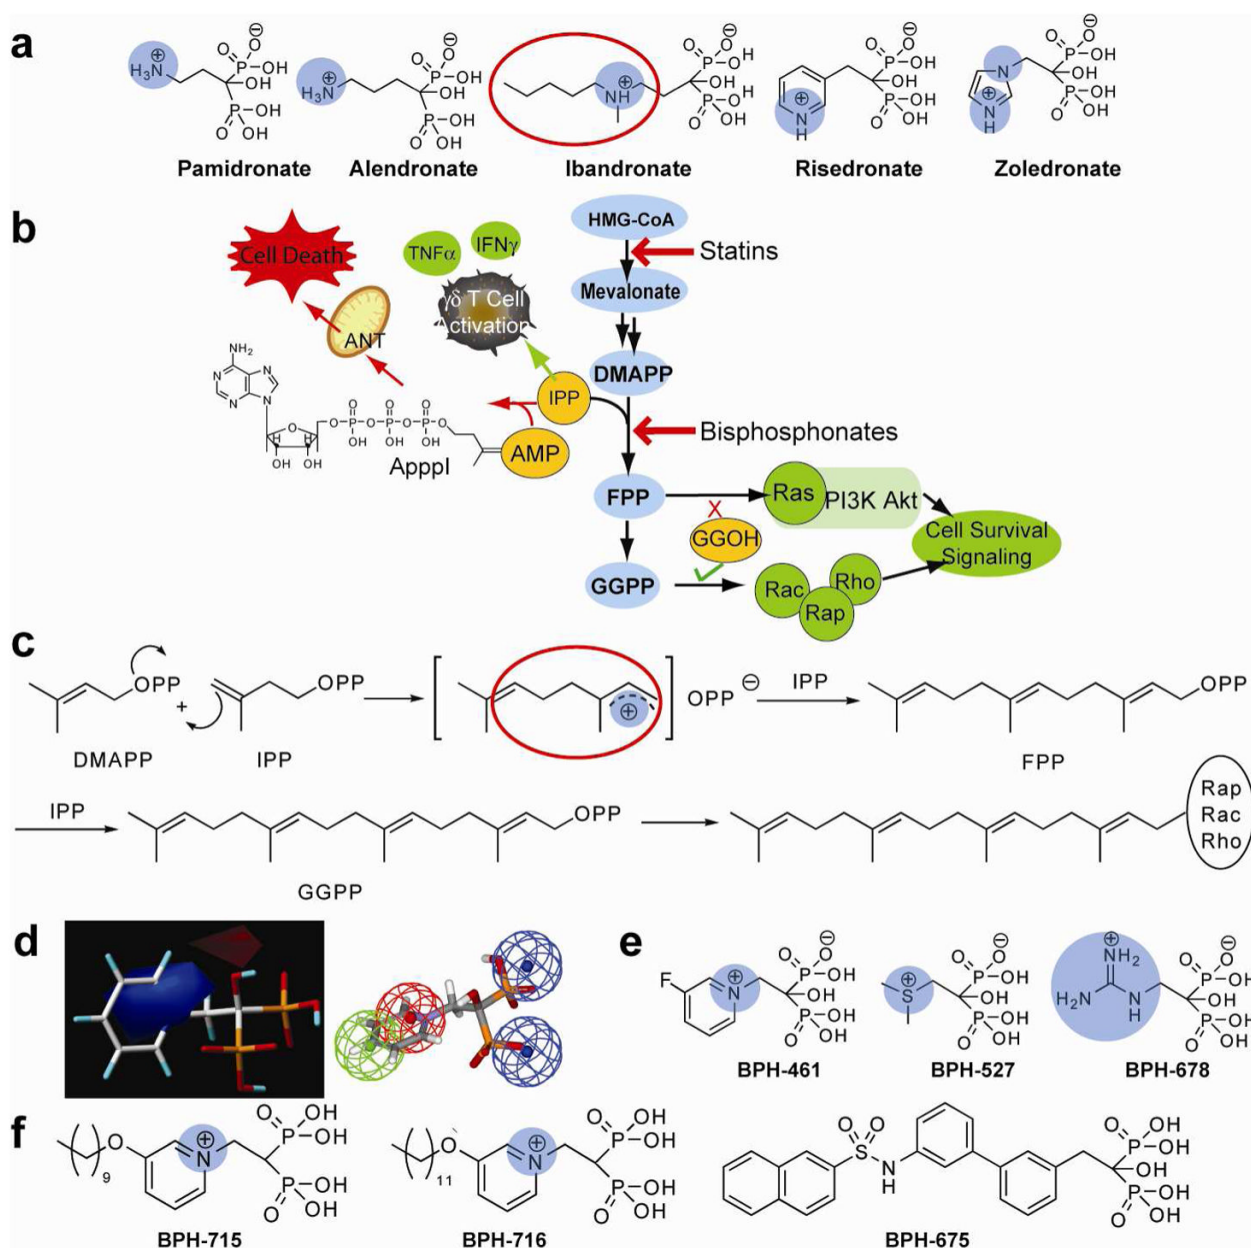 a
Pamidronate
Alendronate
Ibandronate
Risedronate
Zoledronate
b
HMG-CoA
Statins
Mevalonate
DMAPP
IPP
Bisphosphonates
Cell Death
TNFα
IFNγ
γδ T Cell
Activation
ANT
NH₂
ApppI
AMP
FPP
Ras
PI3K Akt
X
GGOH
Cell Survival
Signaling
GGPP
Rac
Rho
Rap
c
OPP
+
OPP
OPP ⊖
IPP
OPP
DMAPP
IPP
FPP
IPP
OPP
Rap
Rac
Rho
GGPP
d
e
BPH-461
BPH-527
BPH-678
f
9
11
BPH-715
BPH-716
BPH-675